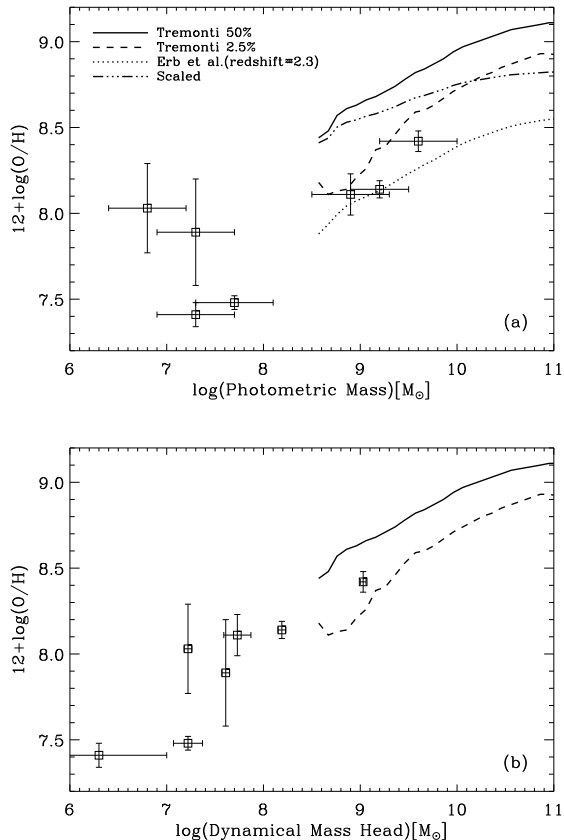 Tremonti 50%
Tremonti 2.5%
Erb et al.(redshift=2.3)
Scaled
12+log(O/H)
9.0
8.5
8.0
7.5
(a)
6 7 8 9 10 11
log(Photometric Mass)[M⊙]
12+log(O/H)
9.0
8.5
8.0
7.5
(b)
6 7 8 9 10 11
log(Dynamical Mass Head)[M⊙]